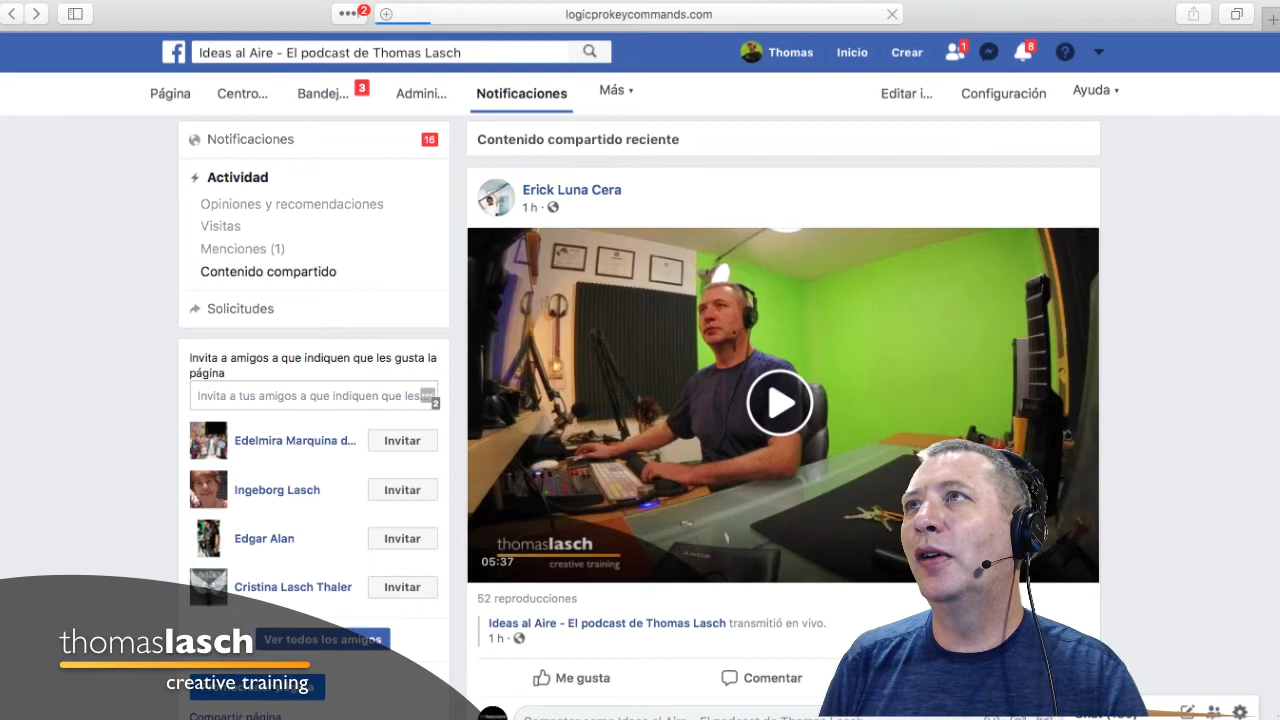 2
logicprokeycommands.com
Ideas al Aire - El podcast de Thomas Lasch
Thomas
Inicio
Crear
1
8
Página
Centro...
Bandej...
3
Admini...
Notificaciones
Más
Editar i...
Configuración
Ayuda
Notificaciones
16
Actividad
Opiniones y recomendaciones
Visitas
Menciones (1)
Contenido compartido
Solicitudes
Invita a amigos a que indiquen que les gusta la
página
Invita a tus amigos a que indiquen que les
2
Edelmira Marquina d...
Invitar
Ingeborg Lasch
Invitar
Edgar Alan
Invitar
Cristina Lasch Thaler
Invitar
Ver todos los amigos
Compartir página
Contenido compartido reciente
Erick Luna Cera
1 h
thomaslasch
creative training
05:37
52 reproducciones
Ideas al Aire - El podcast de Thomas Lasch transmitió en vivo.
1 h
Me gusta
Comentar
thomaslasch
creative training